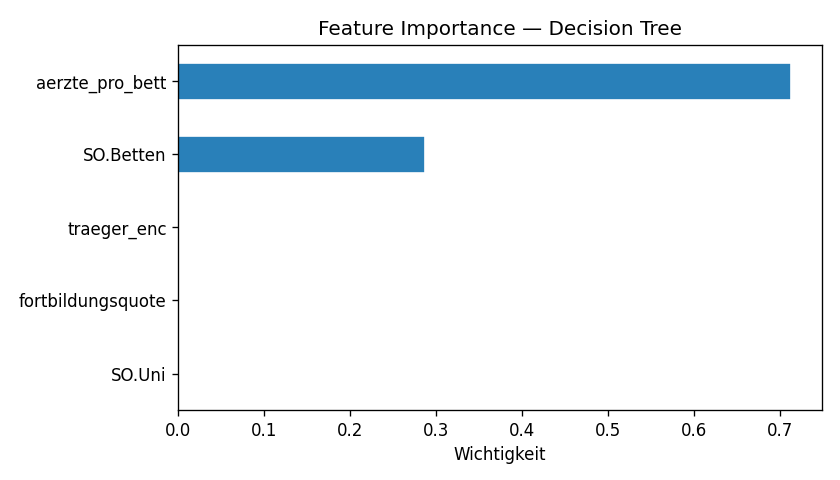 Feature Importance — Decision Tree
aerzte_pro_bett
SO.Betten
traeger_enc
fortbildungsquote
SO.Uni
0.0 0.1 0.2 0.3 0.4 0.5 0.6 0.7
Wichtigkeit